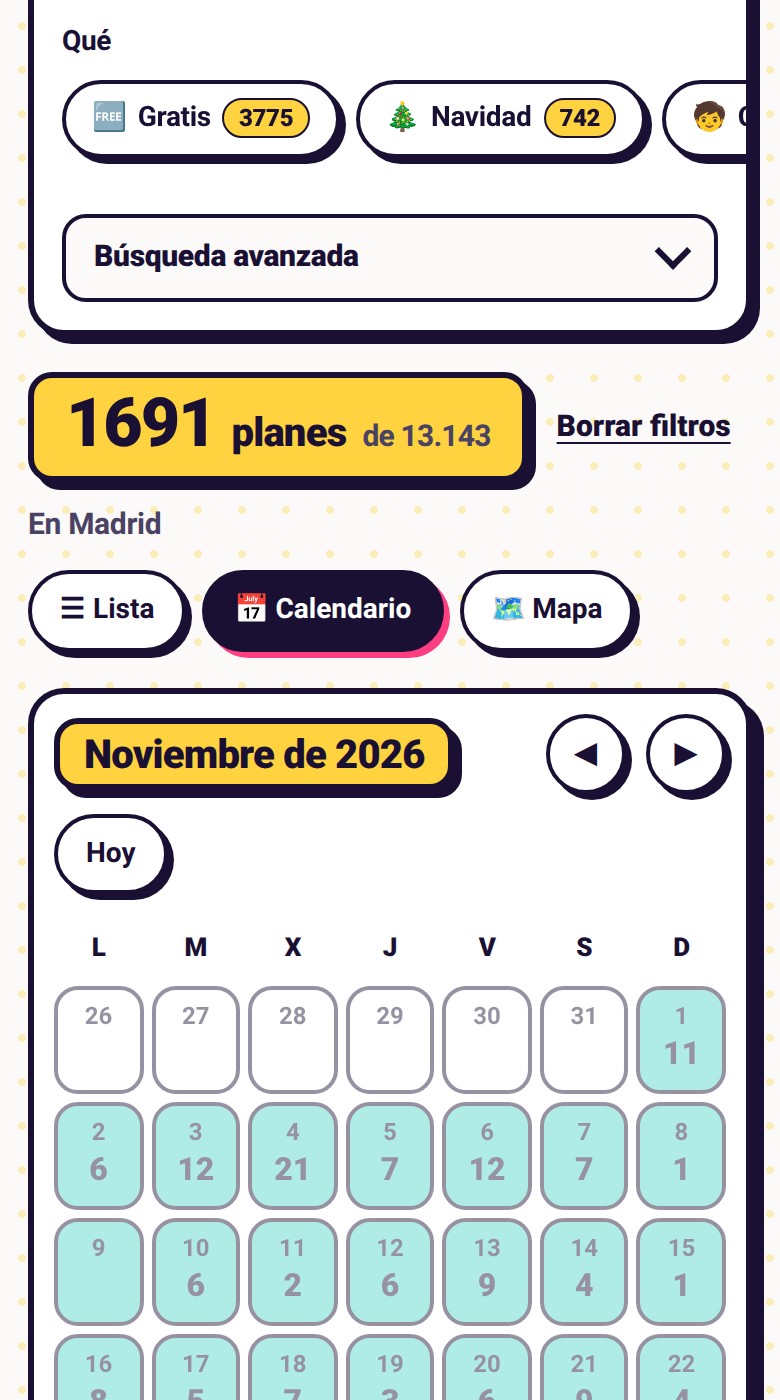 Qué
FREE Gratis 3775 Navidad 742
Búsqueda avanzada
1691 planes de 13.143 Borrar filtros
En Madrid
☰ Lista July 17 Calendario Mapa
Noviembre de 2026 ◀ ▶
Hoy
L M X J V S D
26 27 28 29 30 31 1
11
2 3 4 5 6 7 8
6 12 21 7 12 7 1
9 10 11 12 13 14 15
6 2 6 9 4 1
16 17 18 19 20 21 22